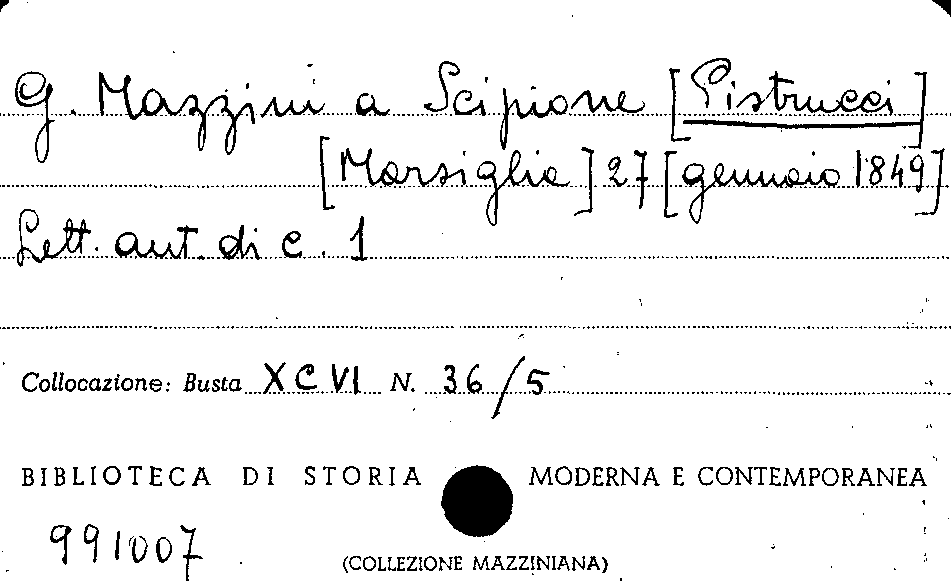 G. Mazzini a Scipione [Pistrucci]
[Marsiglia] 27 [gennaio 1849]
Lett. aut. di c. 1
Collocazione: Busta XCVI N. 36/5
BIBLIOTECA DI STORIA MODERNA E CONTEMPORANEA
991007
(COLLEZIONE MAZZINIANA)